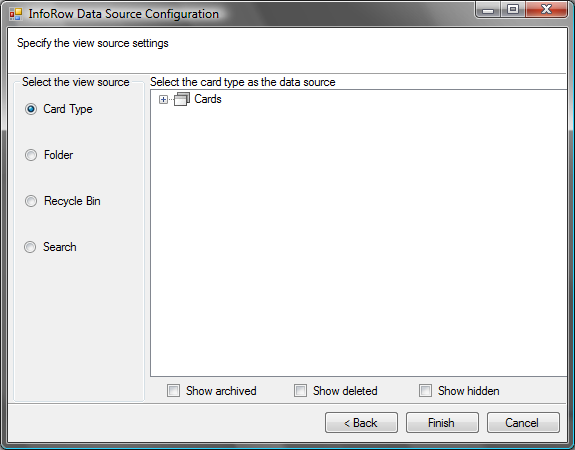 InfoRow Data Source Configuration
Specify the view source settings
Select the view source
Select the card type as the data source
Card Type
Cards
Folder
Recycle Bin
Search
Show archived
Show deleted
Show hidden
< Back
Finish
Cancel